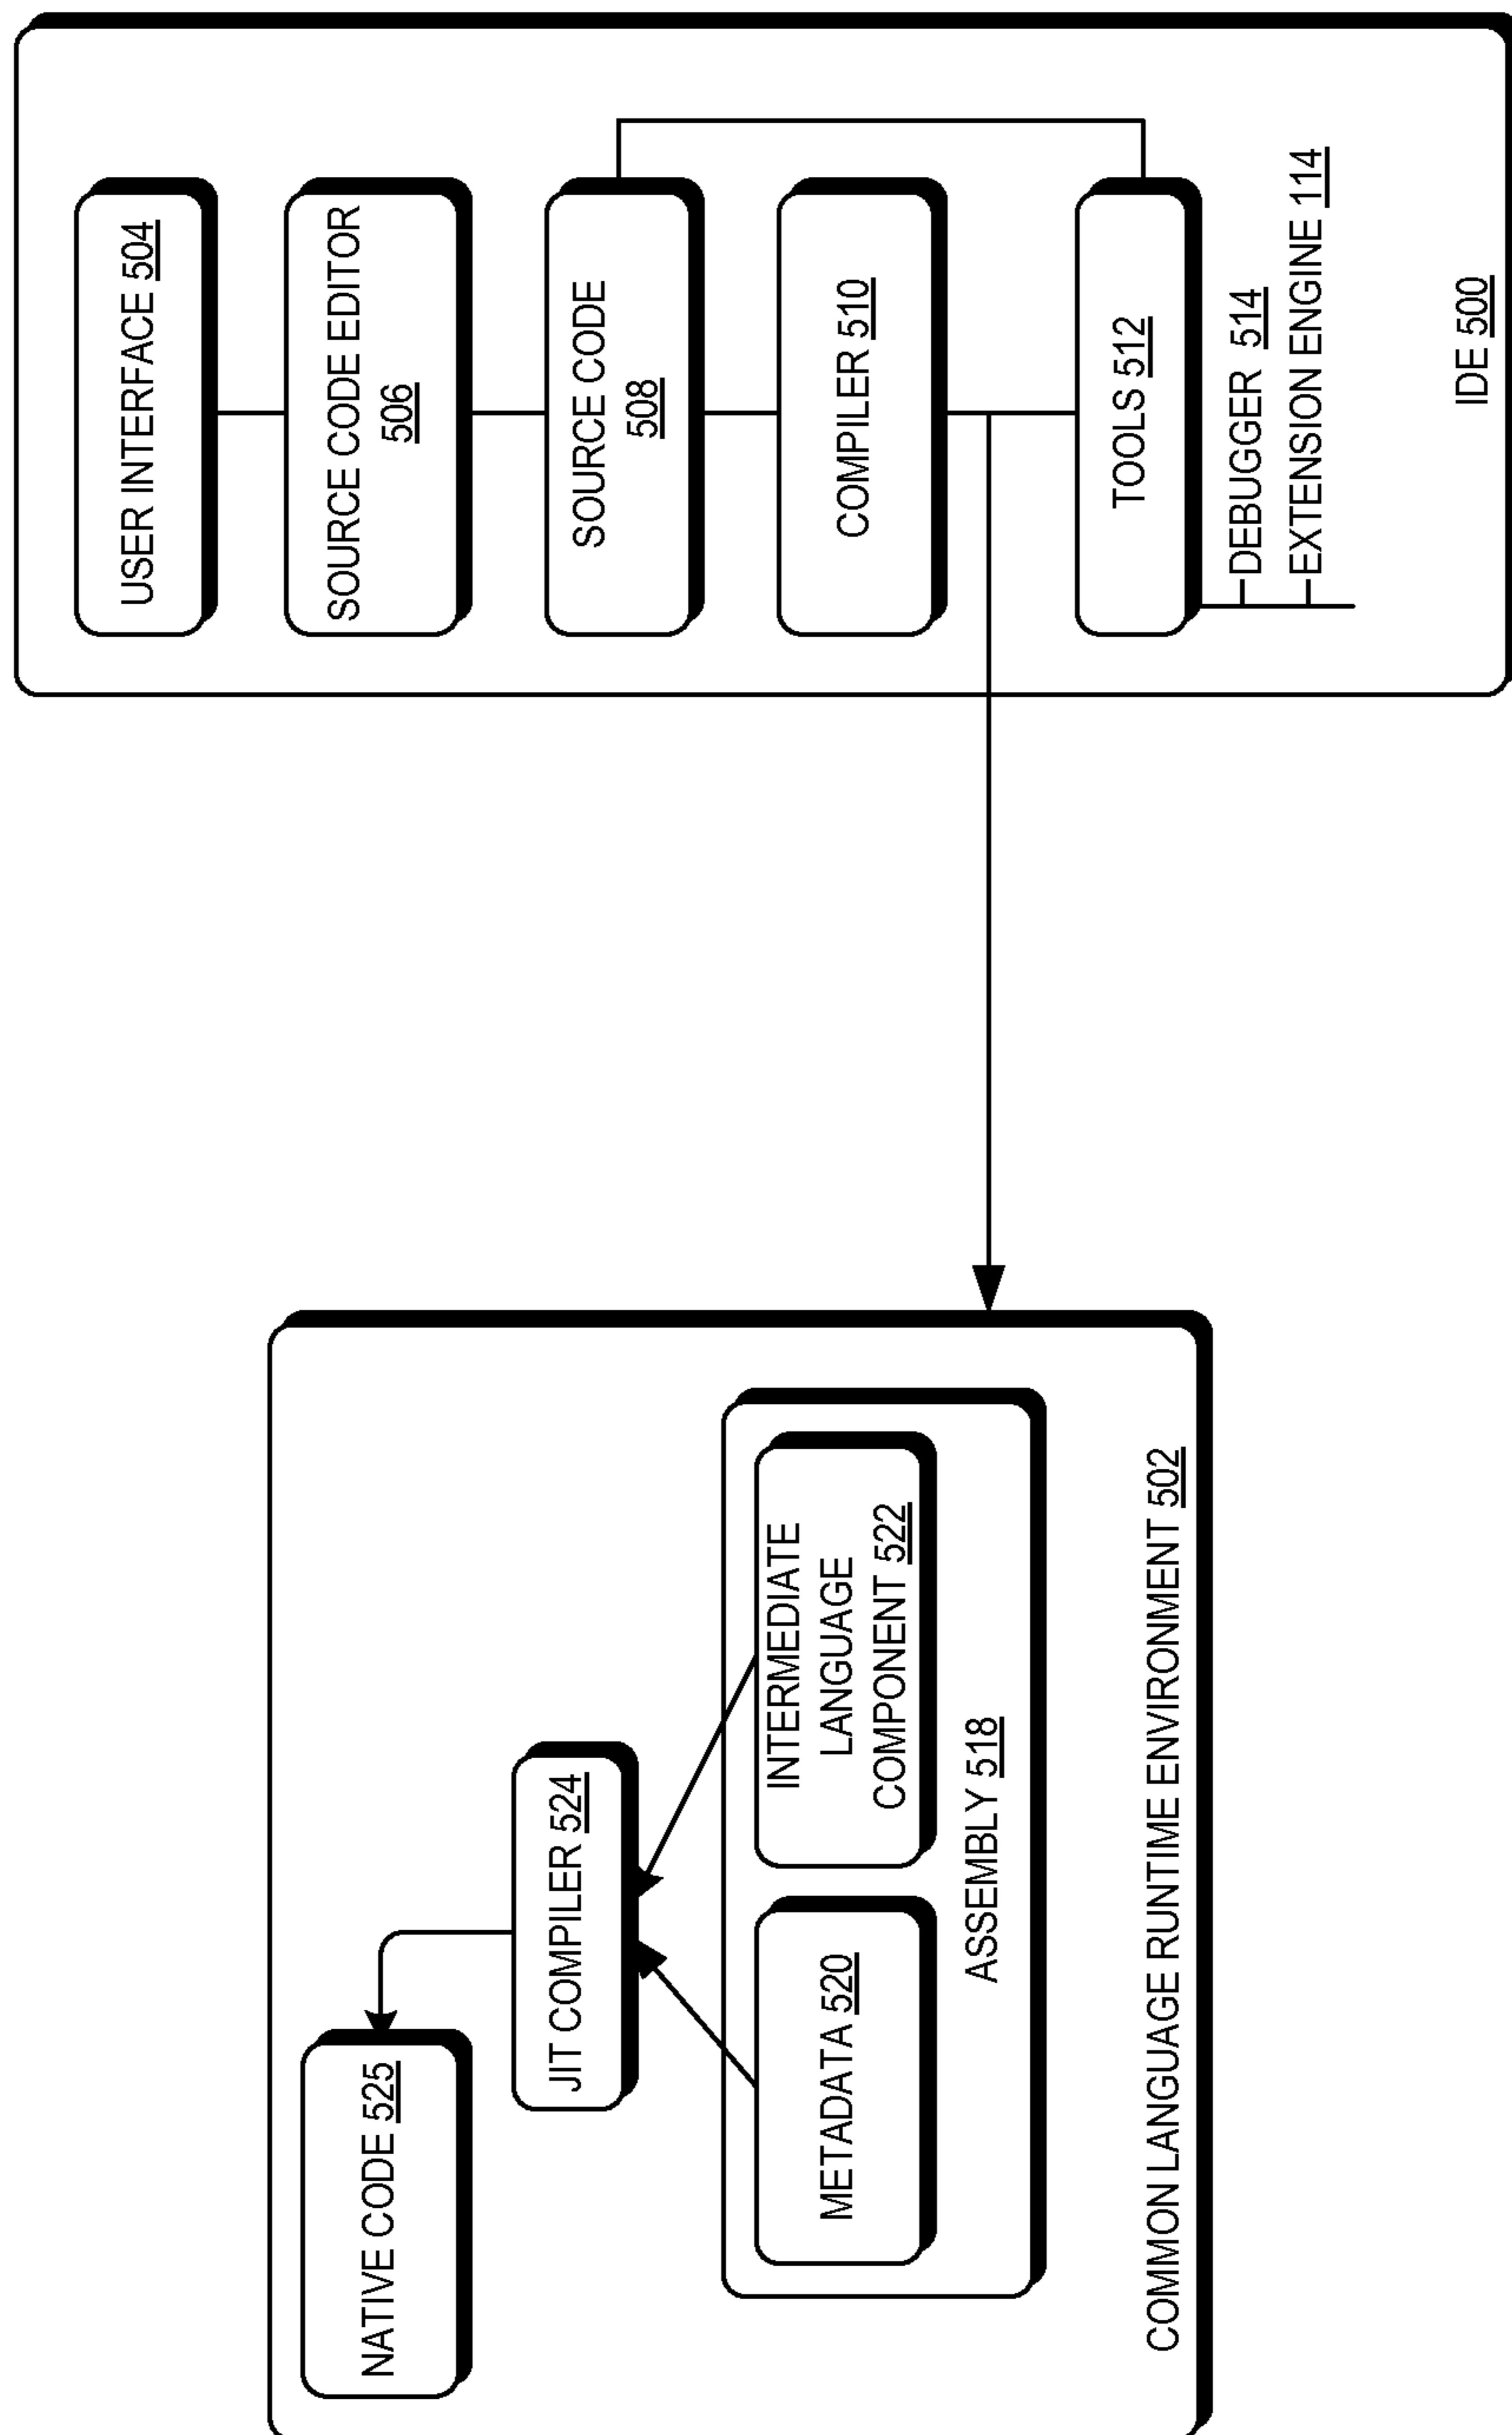 USER INTERFACE 504
SOURCE CODE EDITOR
506
SOURCE CODE
508
COMPILER 510
TOOLS 512
DEBUGGER 514
EXTENSION ENGINE 114
IDE 500
NATIVE CODE 525
JIT COMPILER 524
METADATA 520
INTERMEDIATE
LANGUAGE
COMPONENT 522
ASSEMBLY 518
COMMON LANGUAGE RUNTIME ENVIRONMENT 502